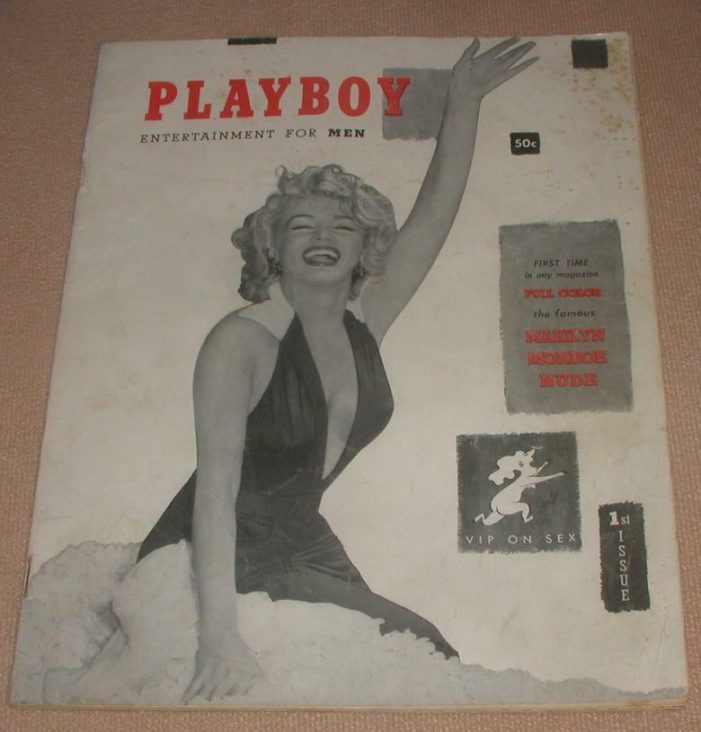 PLAYBOY
ENTERTAINMENT FOR MEN
50c
FIRST TIME
in any magazine
FULL COLOR
the famous
MARILYN
MONROE
NUDE
VIP ON SEX
1st
ISSUE